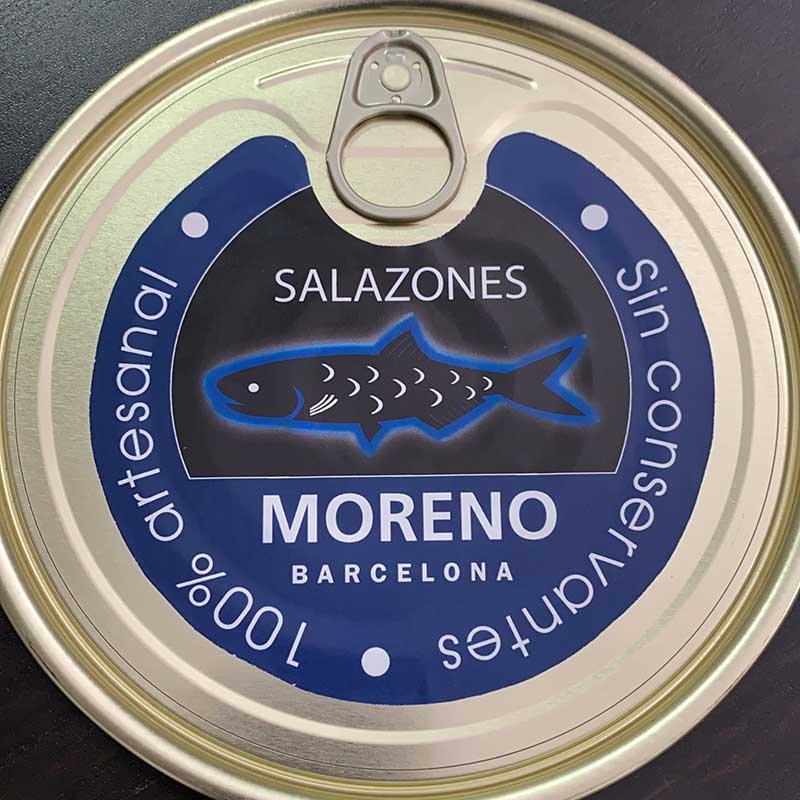 SALAZONES
MORENO
BARCELONA
100% artesanal
Sin conservantes